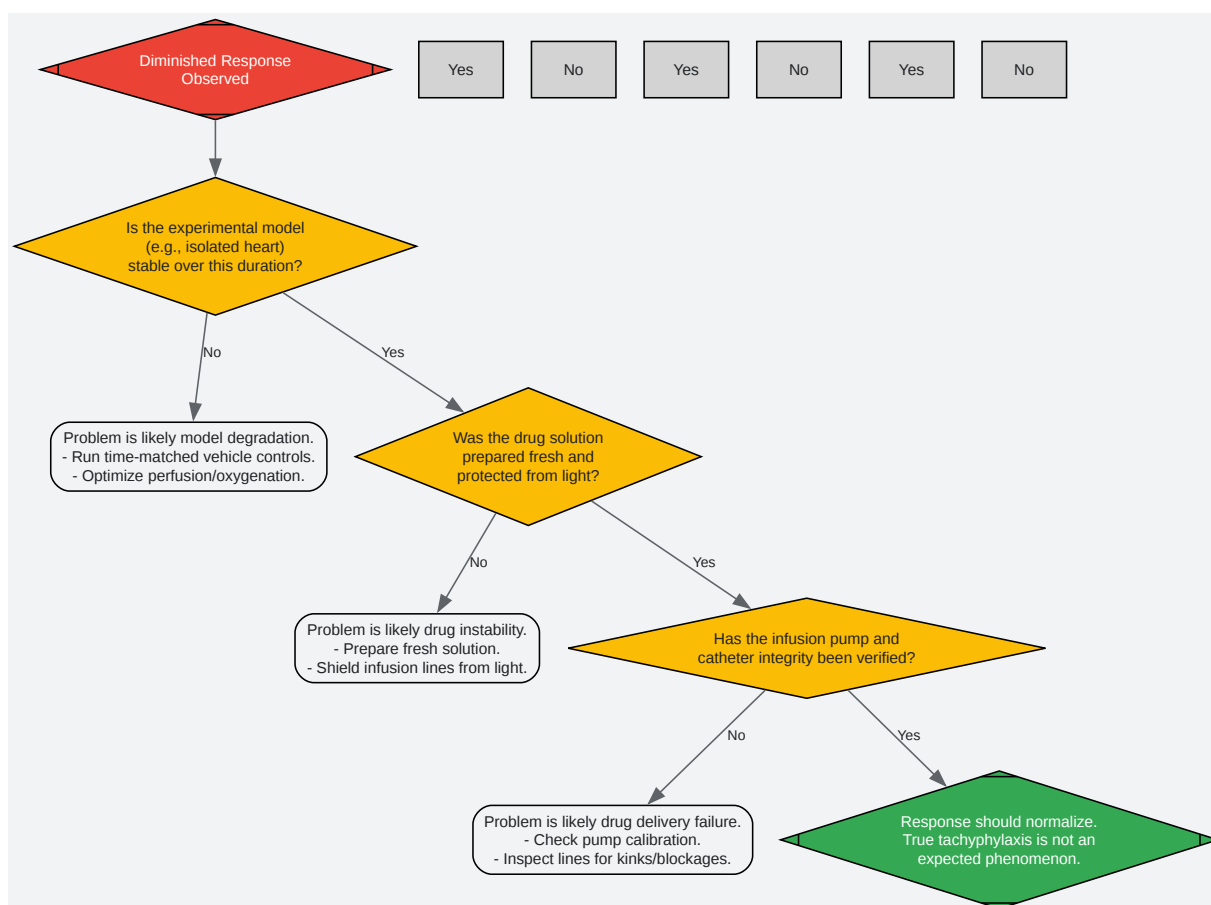 Diminished Response
Observed
Yes
No
Yes
No
Yes
No
Is the experimental model
(e.g., isolated heart)
stable over this duration?
No
Yes
Problem is likely model degradation.
- Run time-matched vehicle controls.
- Optimize perfusion/oxygenation.
Was the drug solution
prepared fresh and
protected from light?
No
Yes
Problem is likely drug instability.
- Prepare fresh solution.
- Shield infusion lines from light.
Has the infusion pump and
catheter integrity been verified?
No
Yes
Problem is likely drug delivery failure.
- Check pump calibration.
- Inspect lines for kinks/blockages.
Response should normalize.
True tachyphylaxis is not an
expected phenomenon.